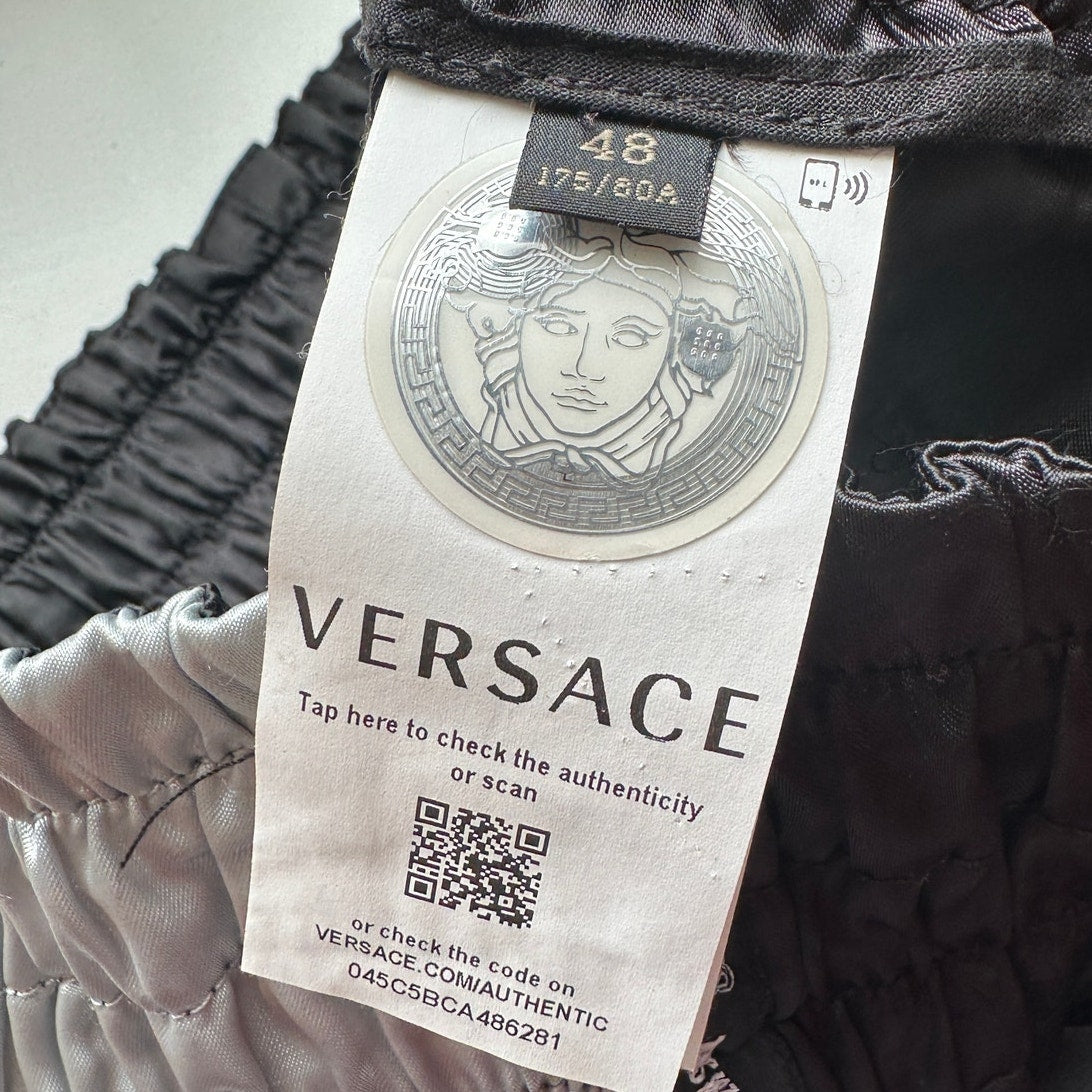 48
175/80A
VERSACE
Tap here to check the authenticity
or scan
or check the code on
VERSACE.COM/AUTHENTIC
045C5BCA486281